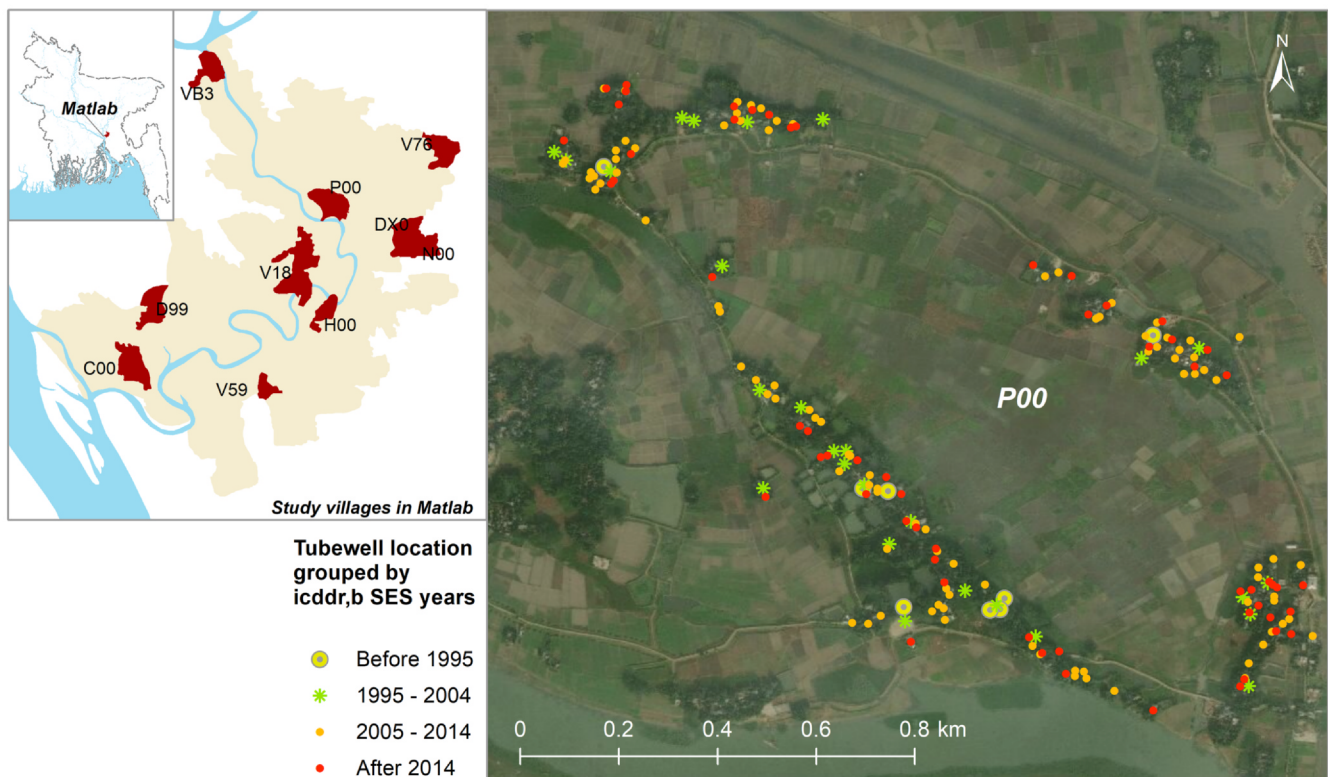 Matlab
VB3
V76
P00
DX0
N00
V18
H00
D99
C00
V59
Study villages in Matlab
Tubewell location
grouped by
icddr,b SES years
Before 1995
1995 - 2004
2005 - 2014
After 2014
N
P00
0 0.2 0.4 0.6 0.8 km